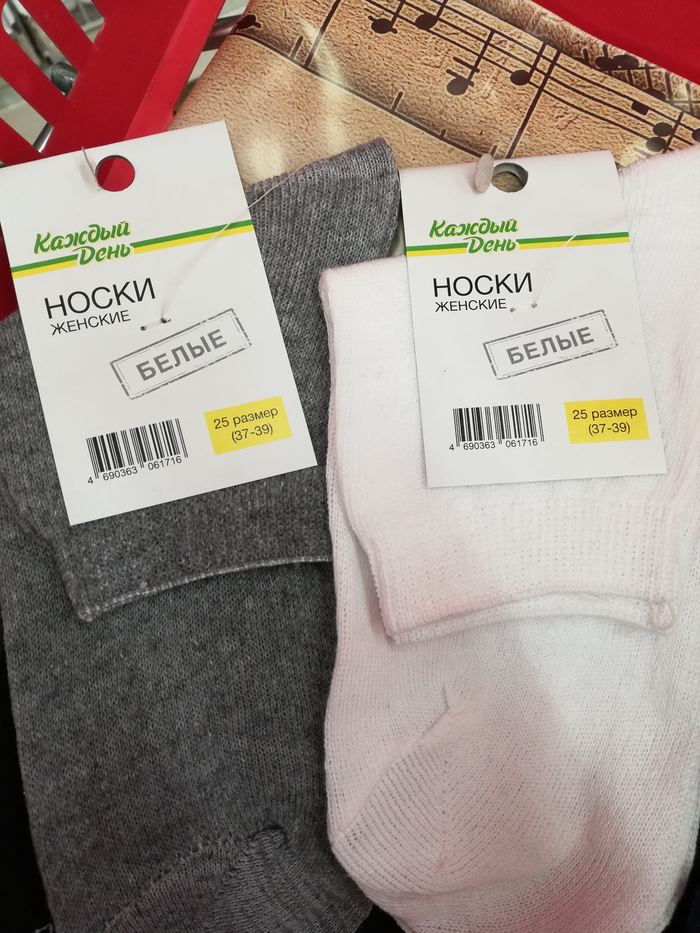 Каждый
День
НОСКИ
ЖЕНСКИЕ
БЕЛЫЕ
25 размер
(37-39)
4 690363 061716
Каждый
День
НОСКИ
ЖЕНСКИЕ
БЕЛЫЕ
25 размер
(37-39)
4 690363 061716